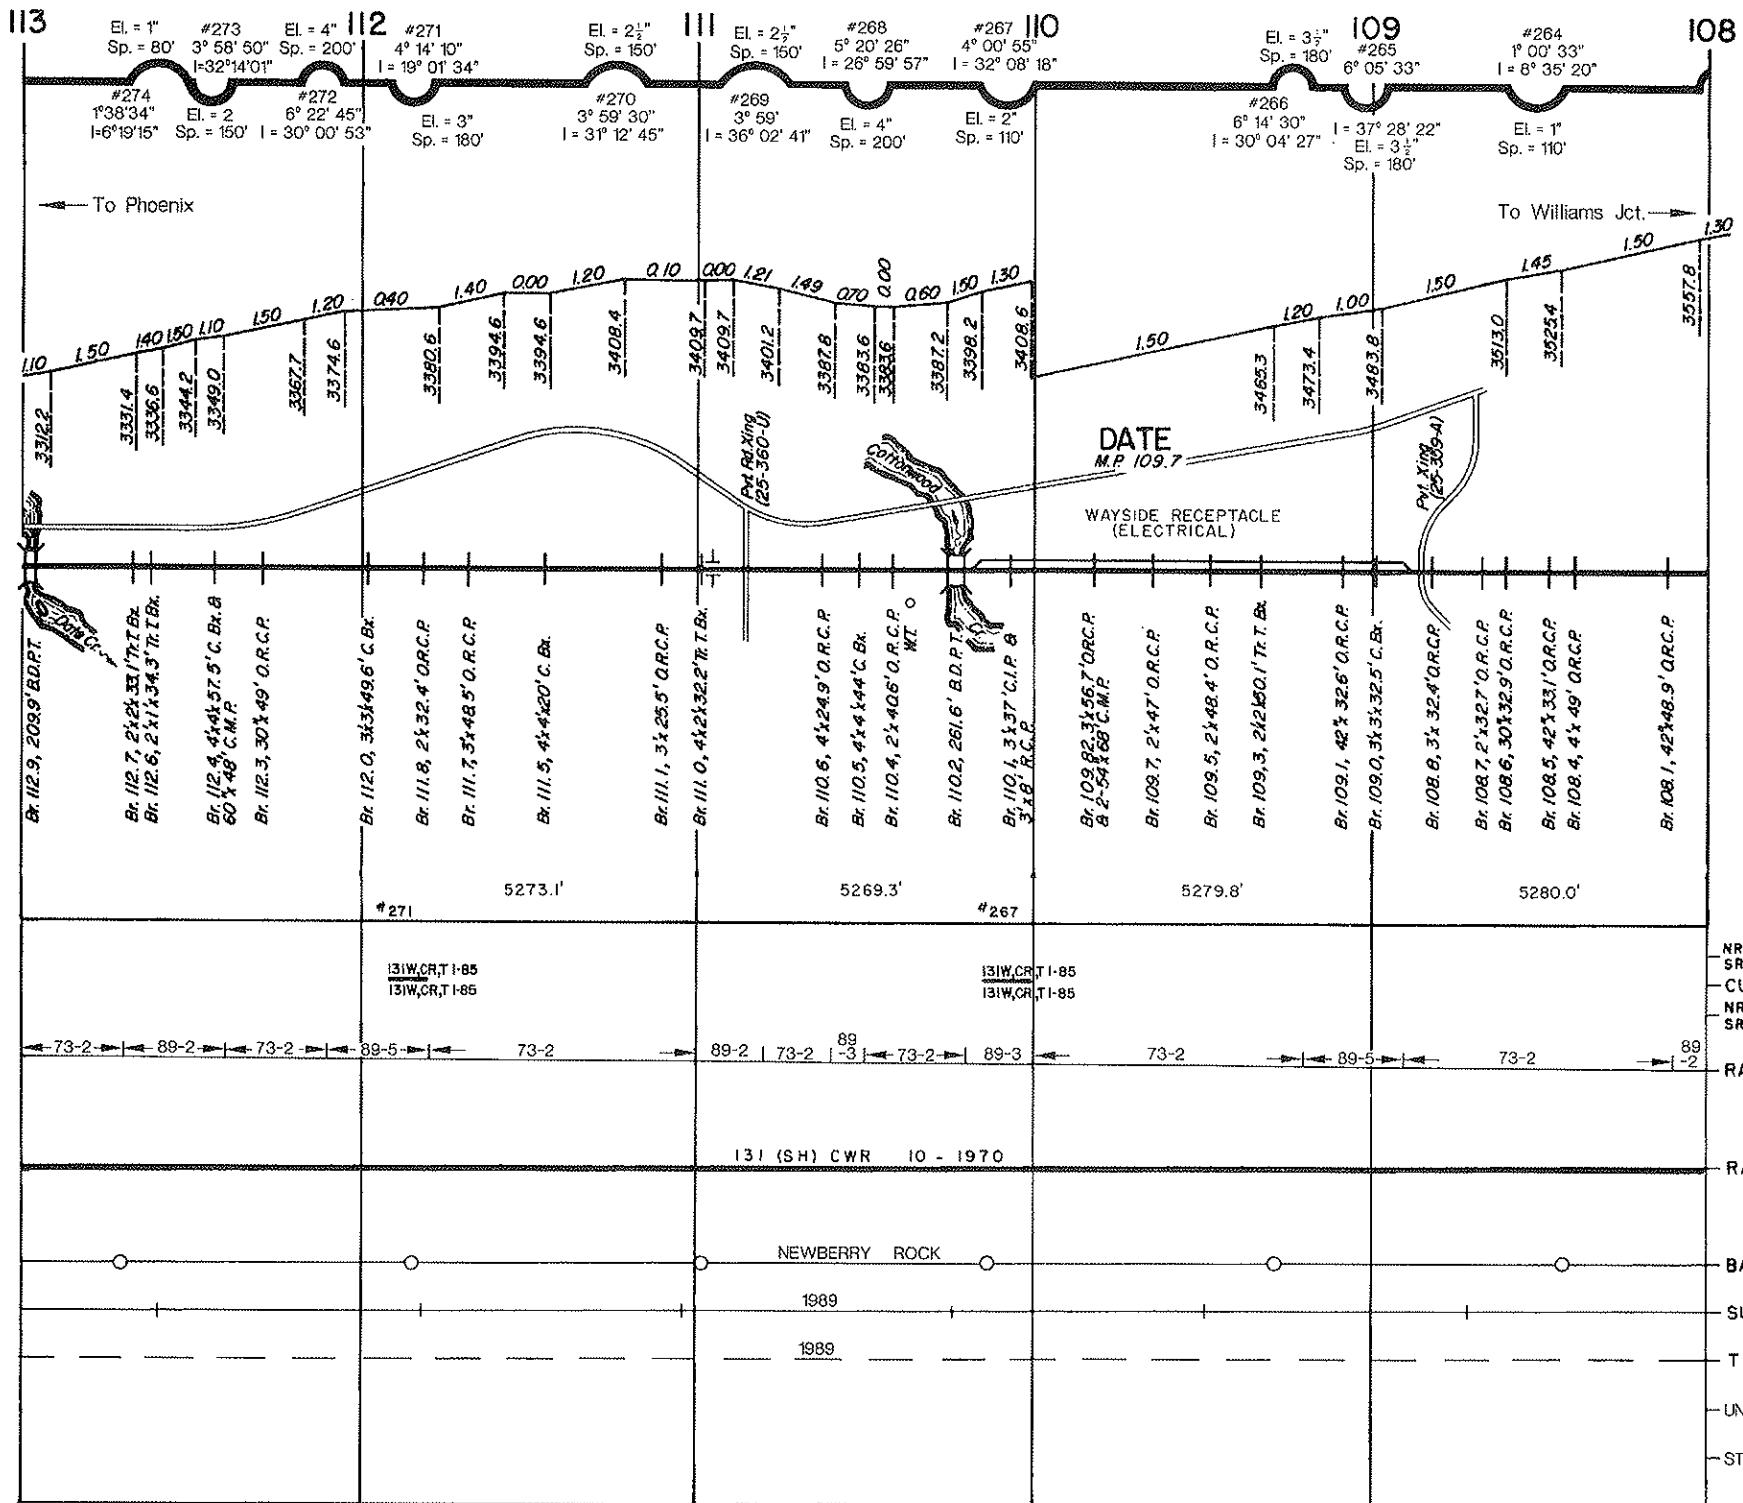 113
112
111
110
109
108
El. = 1"
Sp. = 80'
#273
3° 58' 50"
I=32°14'01"
El. = 4"
Sp. = 200'
#271
4° 14' 10"
I = 19° 01' 34"
El. = 2½"
Sp. = 150'
El. = 2½"
Sp. = 150'
#268
5° 20' 26"
I = 26° 59' 57"
#267
4° 00' 55"
I = 32° 08' 18"
El. = 3½"
Sp. = 180'
#265
6° 05' 33"
#264
1° 00' 33"
I = 8° 35' 20"
#274
1°38'34"
I=6°19'15"
El. = 2
Sp. = 150'
#272
6° 22' 45"
I = 30° 00' 53"
El. = 3"
Sp. = 180'
#270
3° 59' 30"
I = 31° 12' 45"
#269
3° 59'
I = 36° 02' 41"
El. = 4"
Sp. = 200'
El. = 2"
Sp. = 110'
#266
6° 14' 30"
I = 30° 04' 27"
I = 37° 28' 22"
El. = 3½"
Sp. = 180'
El. = 1"
Sp. = 110'
To Phoenix
To Williams Jct.
1.10
1.50
1.40
1.50
1.10
1.50
1.20
0.40
1.40
0.00
1.20
0.10
0.00
1.21
1.49
0.70
0.00
0.60
1.50
1.30
1.50
1.20
1.00
1.50
1.45
1.50
1.30
3312.2
3331.4
3336.6
3344.2
3349.0
3367.7
3374.6
3380.6
3394.6
3394.6
3408.4
3409.7
3409.7
3401.2
3387.8
3383.6
3383.6
3387.2
3398.2
3408.6
3465.3
3473.4
3483.8
3513.0
3525.4
3557.8
DATE
M.P. 109.7
Pvt. Rd. Xing
(25-360-U)
Cottonwood
Cr.
WAYSIDE RECEPTACLE
(ELECTRICAL)
Pvt. Xing
(25-359-A)
Date Cr.
Br. 112.9, 209.9' B.D.P.T.
Br. 112.7, 2'x2'x33.1' Tr. T. Bx.
Br. 112.6, 2'x1'x34.3' Tr. T. Bx.
Br. 112.4, 4'x4'x57.5' C. Bx. &
60"x48' C.M.P.
Br. 112.3, 30"x49' O.R.C.P.
Br. 112.0, 3'x3'x49.6' C. Bx.
Br. 111.8, 2'x32.4' O.R.C.P.
Br. 111.7, 3'x48.5' O.R.C.P.
Br. 111.5, 4'x4'x20' C. Bx.
Br. 111.1, 3'x25.5' O.R.C.P.
Br. 111.0, 4'x2'x32.2' Tr. T. Bx.
Br. 110.6, 4'x24.9' O.R.C.P.
Br. 110.5, 4'x4'x44' C. Bx.
Br. 110.4, 2'x40.6' O.R.C.P.
W.T.
Br. 110.2, 261.6' B.D.P.T.
Br. 110.1, 3'x37' C.I.P. &
3'x8' R.C.P.
Br. 109.82, 3'x56.7' O.R.C.P.
& 2-54"x68' C.M.P.
Br. 109.7, 2'x47' O.R.C.P.
Br. 109.5, 2'x48.4' O.R.C.P.
Br. 109.3, 2'x2'x50.1' Tr. T. Bx.
Br. 109.1, 42"x32.6' O.R.C.P.
Br. 109.0, 3'x3'x32.5' C. Bx.
Br. 108.8, 3'x32.4' O.R.C.P.
Br. 108.7, 2'x32.7' O.R.C.P.
Br. 108.6, 30"x32.9' O.R.C.P.
Br. 108.5, 42"x33.1' O.R.C.P.
Br. 108.4, 4'x49' O.R.C.P.
Br. 108.1, 42"x48.9' O.R.C.P.
5273.1'
5269.3'
5279.8'
5280.0'
#271
#267
131W,CR,T 1-85
131W,CR,T 1-85
131W,CR,T 1-85
131W,CR,T 1-85
NR
SR
CU
NR
SR
73-2
89-2
73-2
89-5
73-2
89-2
73-2
89
-3
73-2
89-3
73-2
89-5
73-2
89
-2
RA
131 (SH) CWR 10 - 1970
RA
NEWBERRY ROCK
BA
1989
SU
1989
T
UN
ST